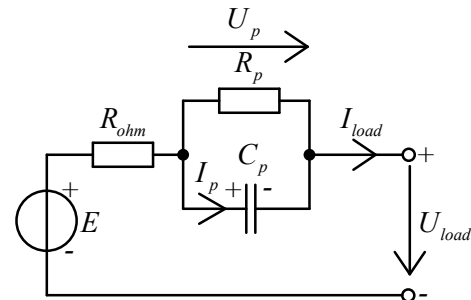 U_p
R_p
R_ohm
C_p
I_load
I_p
+
-
+
+
E
-
U_load
-